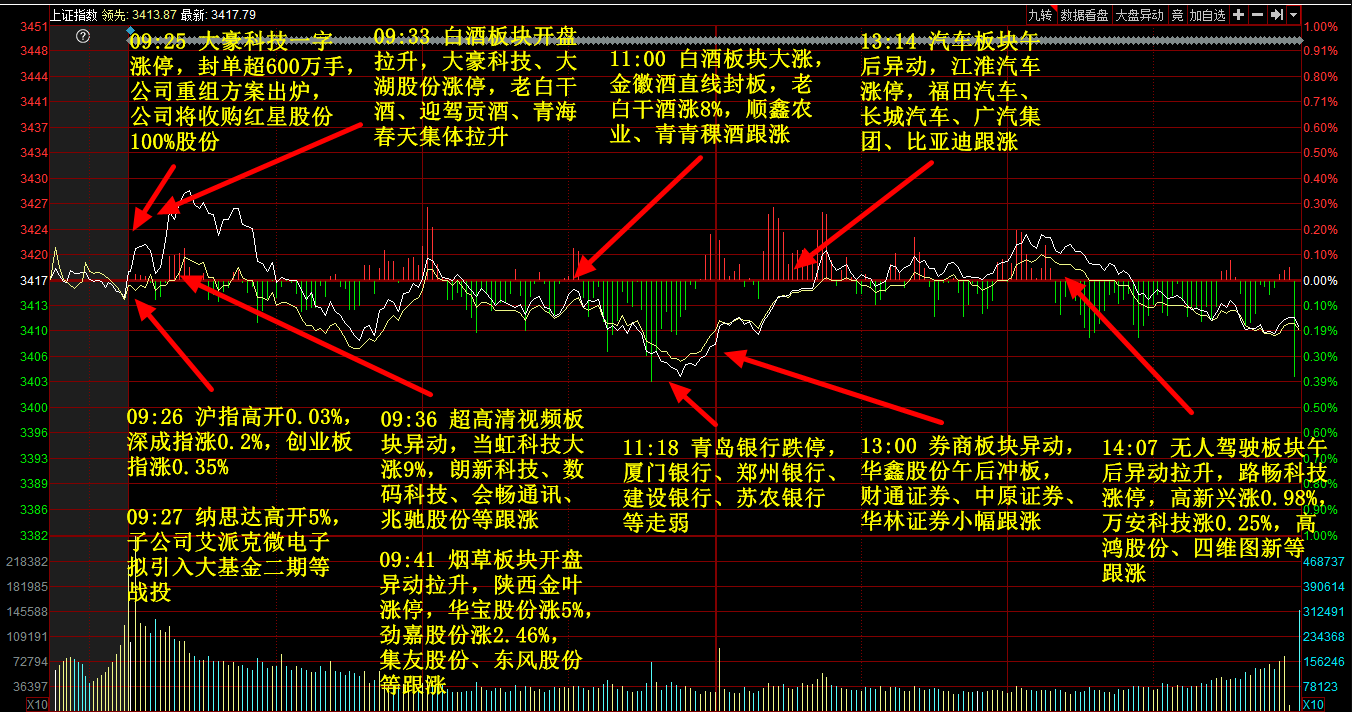 上证指数 领先: 3413.87 最新: 3417.79
九转 数据看盘 大盘异动 竞 加自选
3451
3448
3444
3441
3437
3434
3430
3427
3424
3420
3417
3413
3410
3406
3403
3400
3396
3393
3389
3386
3382
218382
181985
145588
109191
72794
36397
X10
09:25 大豪科技一字
涨停，封单超600万手，
公司重组方案出炉，
公司将收购红星股份
100%股份
09:33 白酒板块开盘
拉升，大豪科技、大
湖股份涨停，老白干
酒、迎驾贡酒、青海
春天集体拉升
11:00 白酒板块大涨，
金徽酒直线封板，老
白干酒涨8%，顺鑫农
业、青青稞酒跟涨
13:14 汽车板块午
后异动，江淮汽车
涨停，福田汽车、
长城汽车、广汽集
团、比亚迪跟涨
09:26 沪指高开0.03%，
深成指涨0.2%，创业板
指涨0.35%
09:27 纳思达高开5%，
子公司艾派克微电子
拟引入大基金二期等
战投
09:36 超高清视频板
块异动，当虹科技大
涨9%，朗新科技、数
码科技、会畅通讯、
兆驰股份等跟涨
09:41 烟草板块开盘
异动拉升，陕西金叶
涨停，华宝股份涨5%，
劲嘉股份涨2.46%，
集友股份、东风股份
等跟涨
11:18 青岛银行跌停，
厦门银行、郑州银行、
建设银行、苏农银行
等走弱
13:00 券商板块异动，
华鑫股份午后冲板，
财通证券、中原证券、
华林证券小幅跟涨
14:07 无人驾驶板块午
后异动拉升，路畅科技
涨停，高新兴涨0.98%，
万安科技涨0.25%，高
鸿股份、四维图新等
跟涨
1.00%
0.91%
0.80%
0.71%
0.60%
0.50%
0.40%
0.30%
0.20%
0.10%
0.00%
0.10%
0.19%
0.30%
0.39%
0.50%
0.60%
0.70%
0.80%
0.90%
1.00%
468737
390614
312491
234368
156246
78123
X10